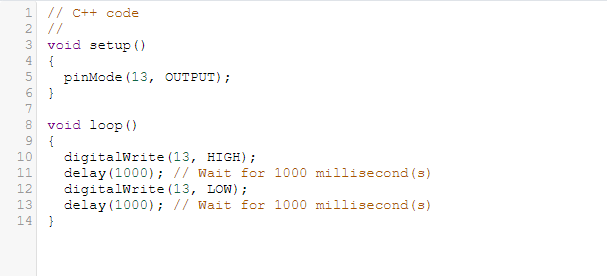 1 // C++ code
2 //
3 void setup()
4 {
5   pinMode(13, OUTPUT);
6 }
7
8 void loop()
9 {
10   digitalWrite(13, HIGH);
11   delay(1000); // Wait for 1000 millisecond(s)
12   digitalWrite(13, LOW);
13   delay(1000); // Wait for 1000 millisecond(s)
14 }